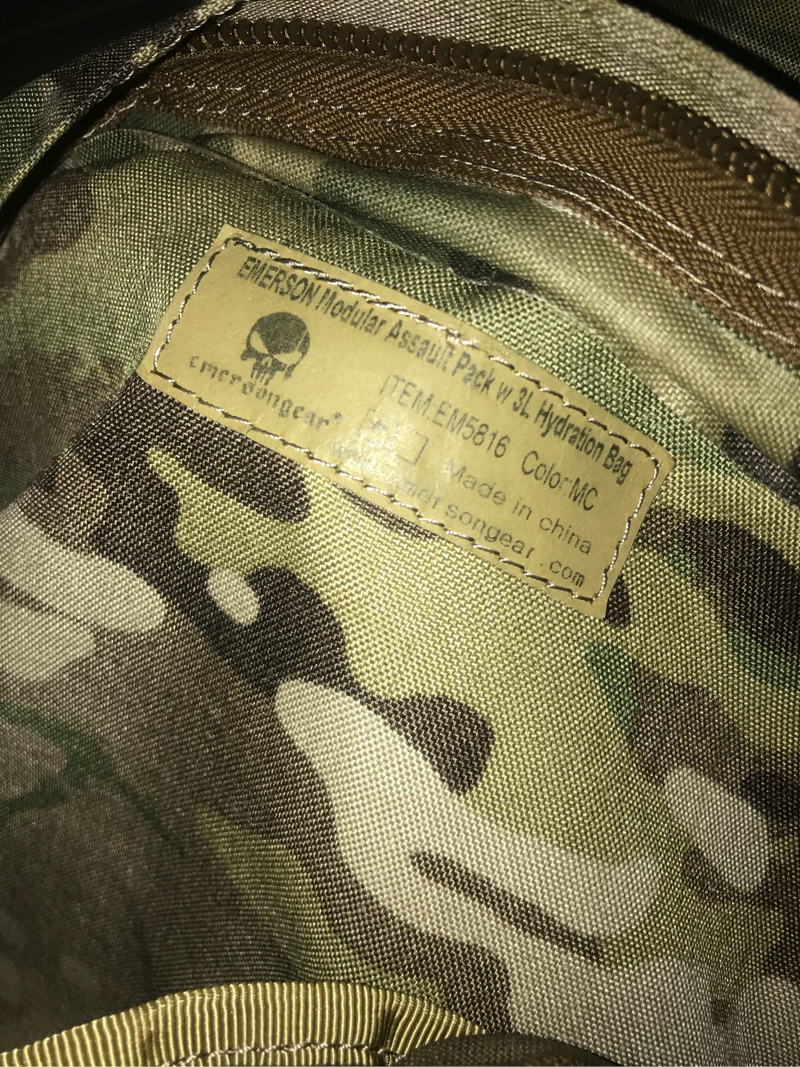 EMERSON Modular Assault Pack w 3L Hydration Bag
emersongear®
ITEM:EM5816 Color:MC
Made in china
emersongear.com